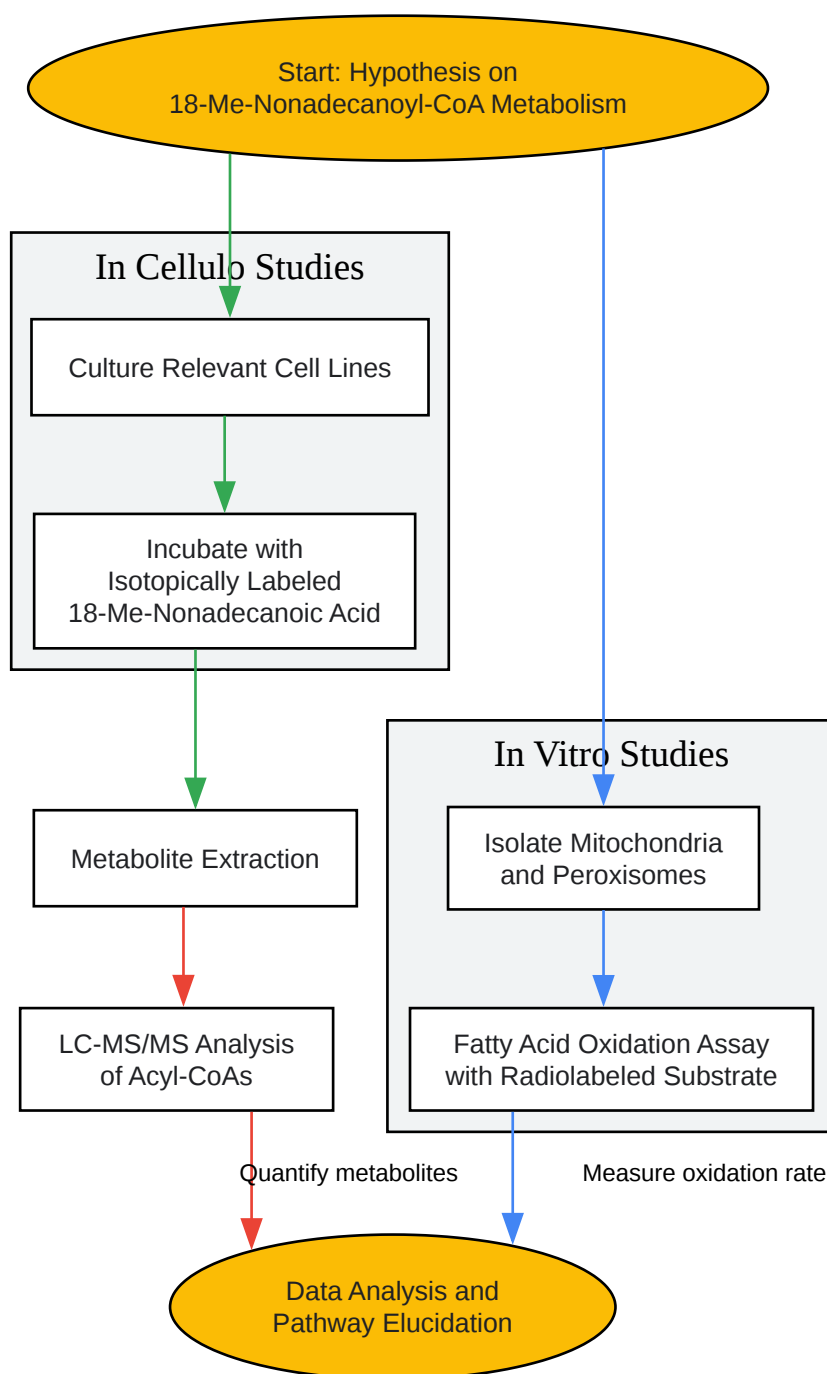 Start: Hypothesis on
18-Me-Nonadecanoyl-CoA Metabolism
In Cellulo Studies
Culture Relevant Cell Lines
Incubate with
Isotopically Labeled
18-Me-Nonadecanoic Acid
In Vitro Studies
Metabolite Extraction
Isolate Mitochondria
and Peroxisomes
LC-MS/MS Analysis
of Acyl-CoAs
Fatty Acid Oxidation Assay
with Radiolabeled Substrate
Quantify metabolites
Measure oxidation rate
Data Analysis and
Pathway Elucidation